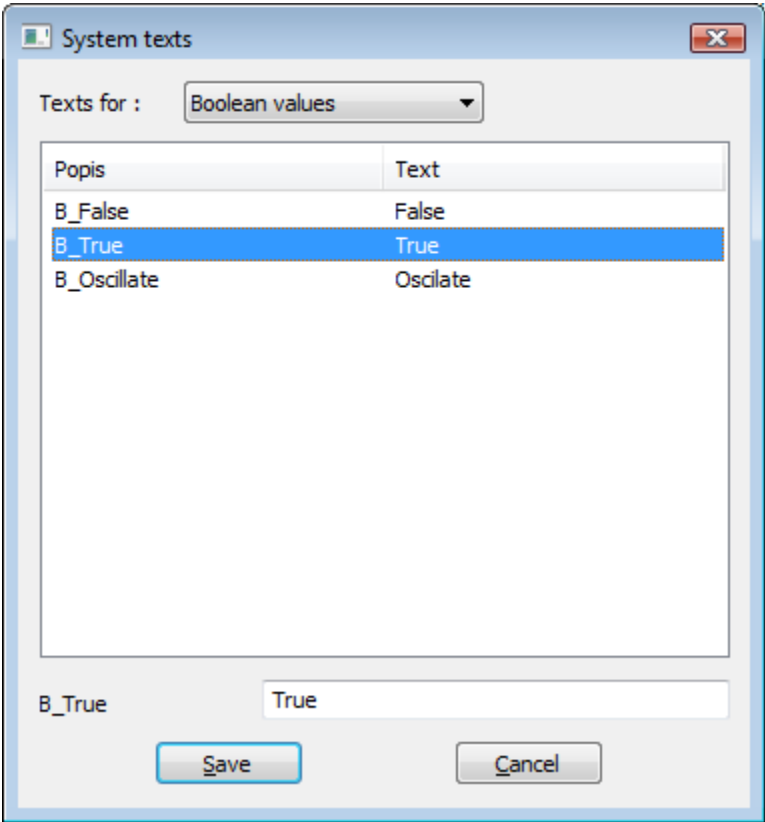 System texts
Texts for : Boolean values
Popis Text
B_False False
B_True True
B_Oscillate Oscilate
B_True True
Save Cancel